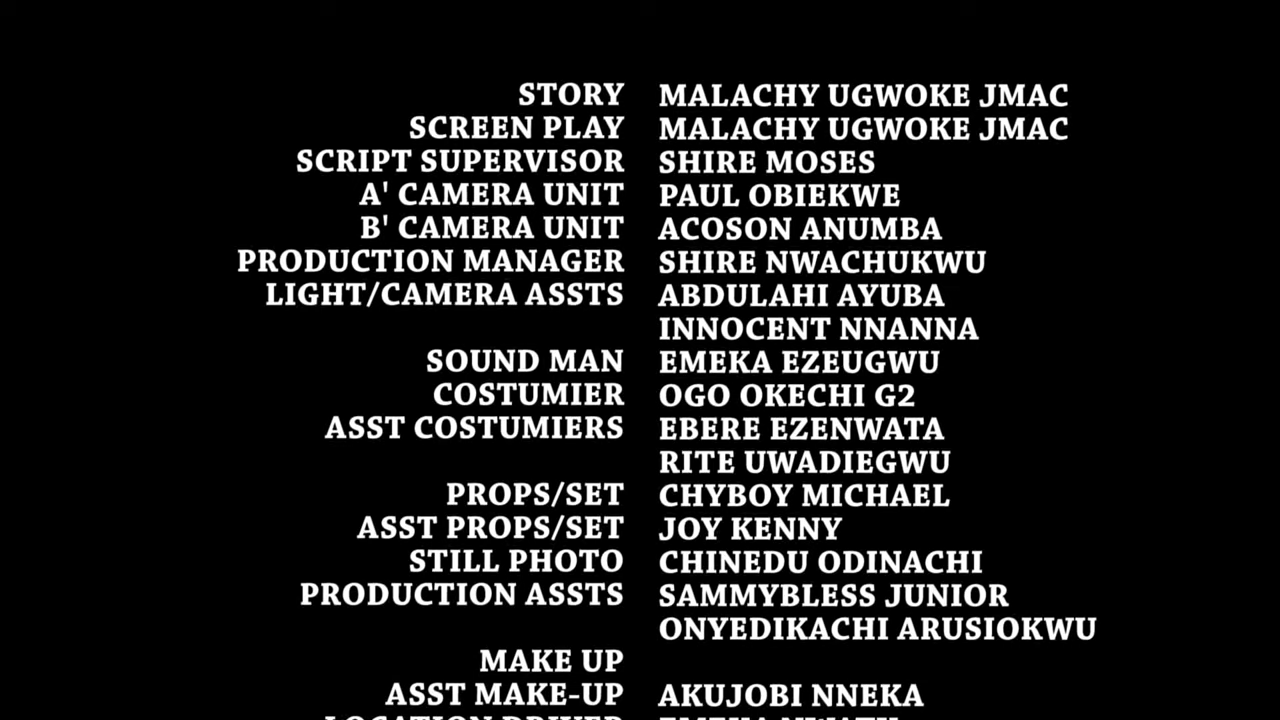 STORY MALACHY UGWOKE JMAC
SCREEN PLAY MALACHY UGWOKE JMAC
SCRIPT SUPERVISOR SHIRE MOSES
A' CAMERA UNIT PAUL OBIEKWE
B' CAMERA UNIT ACOSON ANUMBA
PRODUCTION MANAGER SHIRE NWACHUKWU
LIGHT/CAMERA ASSTS ABDULAHI AYUBA
INNOCENT NNANNA
SOUND MAN EMEKA EZEUGWU
COSTUMIER OGO OKECHI G2
ASST COSTUMIERS EBERE EZENWATA
RITE UWADIEGWU
PROPS/SET CHYBOY MICHAEL
ASST PROPS/SET JOY KENNY
STILL PHOTO CHINEDU ODINACHI
PRODUCTION ASSTS SAMMYBLESS JUNIOR
ONYEDIKACHI ARUSIOKWU
MAKE UP
ASST MAKE-UP AKUJOBI NNEKA
LOCATION DRIVER EMEKA